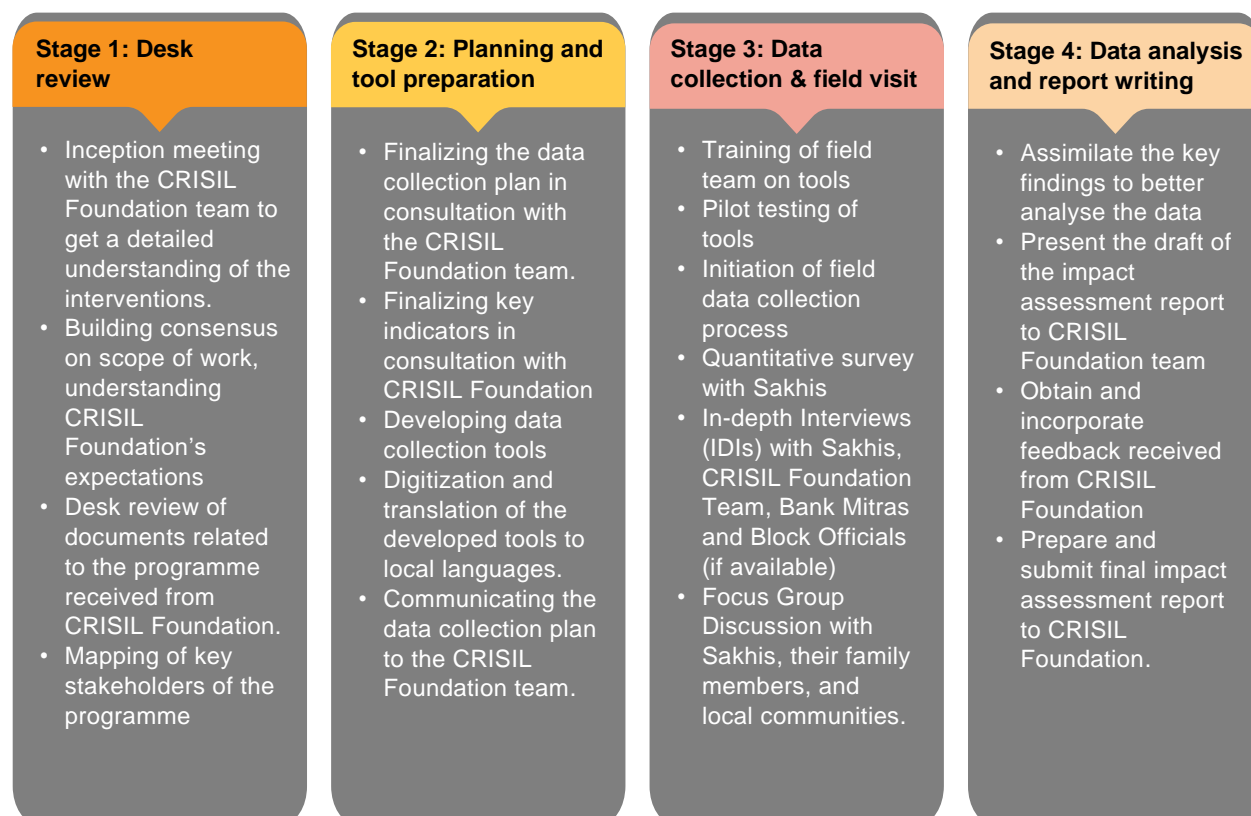 Stage 1: Desk
review
• Inception meeting
with the CRISIL
Foundation team to
get a detailed
understanding of the
interventions.
• Building consensus
on scope of work,
understanding
CRISIL
Foundation's
expectations
• Desk review of
documents related
to the programme
received from
CRISIL Foundation.
• Mapping of key
stakeholders of the
programme
Stage 2: Planning and
tool preparation
• Finalizing the data
collection plan in
consultation with
the CRISIL
Foundation team.
• Finalizing key
indicators in
consultation with
CRISIL Foundation
• Developing data
collection tools
• Digitization and
translation of the
developed tools to
local languages.
• Communicating the
data collection plan
to the CRISIL
Foundation team.
Stage 3: Data
collection & field visit
• Training of field
team on tools
• Pilot testing of
tools
• Initiation of field
data collection
process
• Quantitative survey
with Sakhis
• In-depth Interviews
(IDIs) with Sakhis,
CRISIL Foundation
Team, Bank Mitras
and Block Officials
(if available)
• Focus Group
Discussion with
Sakhis, their family
members, and
local communities.
Stage 4: Data analysis
and report writing
• Assimilate the key
findings to better
analyse the data
• Present the draft of
the impact
assessment report
to CRISIL
Foundation team
• Obtain and
incorporate
feedback received
from CRISIL
Foundation
• Prepare and
submit final impact
assessment report
to CRISIL
Foundation.